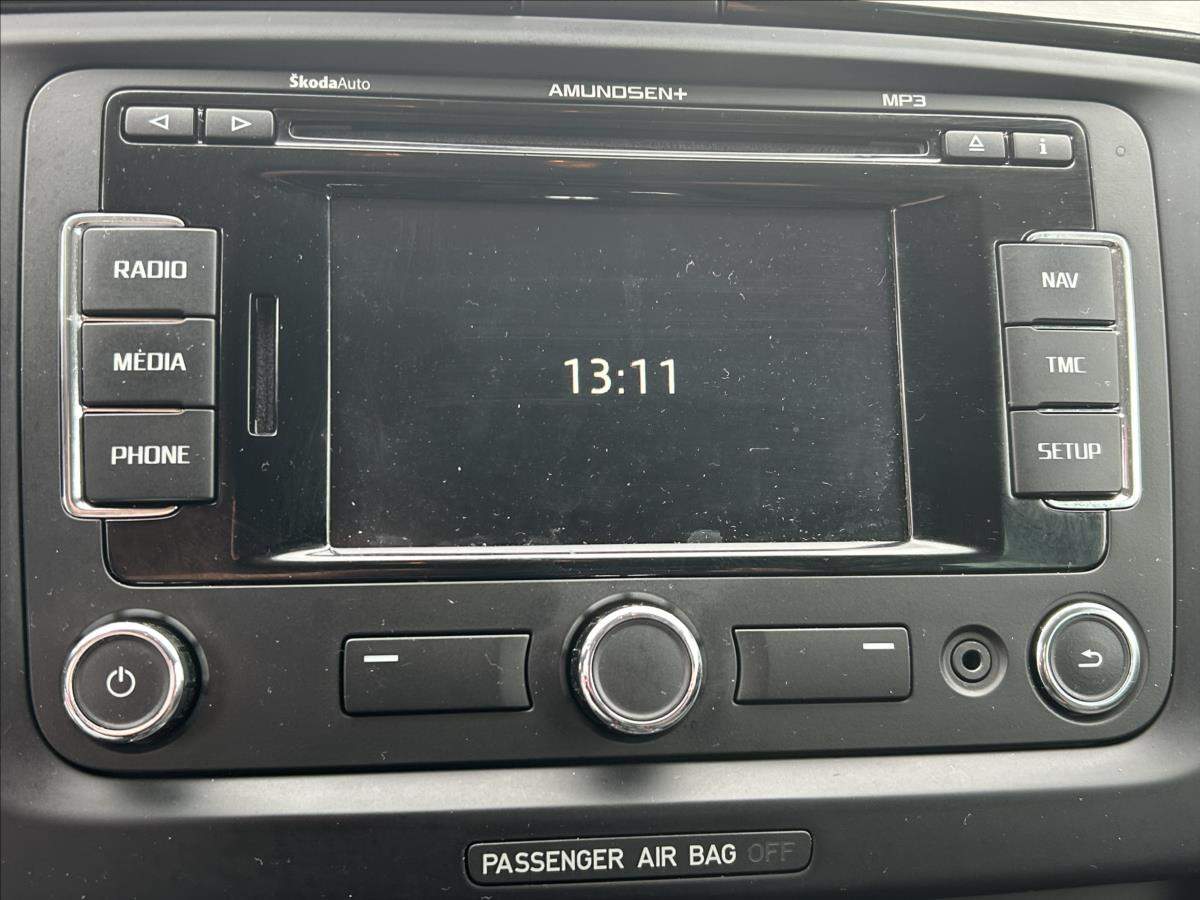 ŠkodaAuto
AMUNDSEN+
MP3
i
RADIO
MEDIA
PHONE
13:11
NAV
TMC
SETUP
PASSENGER AIR BAG OFF